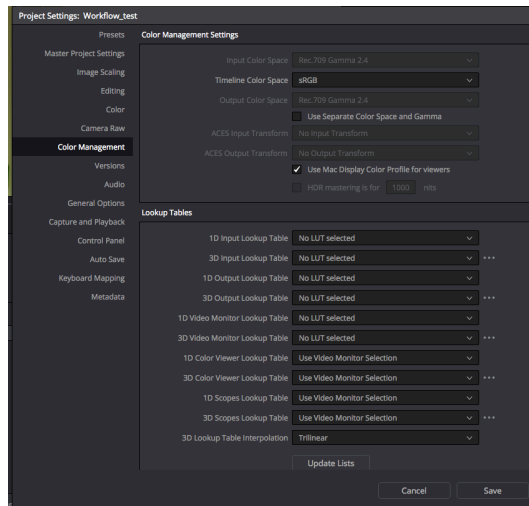 Project Settings: Workflow_test
Presets
Master Project Settings
Image Scaling
Editing
Color
Camera Raw
Color Management
Versions
Audio
General Options
Capture and Playback
Control Panel
Auto Save
Keyboard Mapping
Metadata
Color Management Settings
Input Color Space Rec.709 Gamma 2.4
Timeline Color Space sRGB
Output Color Space Rec.709 Gamma 2.4
Use Separate Color Space and Gamma
ACES Input Transform No Input Transform
ACES Output Transform No Output Transform
Use Mac Display Color Profile for viewers
HDR mastering is for 1000 nits
Lookup Tables
1D Input Lookup Table No LUT selected
3D Input Lookup Table No LUT selected
1D Output Lookup Table No LUT selected
3D Output Lookup Table No LUT selected
1D Video Monitor Lookup Table No LUT selected
3D Video Monitor Lookup Table No LUT selected
1D Color Viewer Lookup Table Use Video Monitor Selection
3D Color Viewer Lookup Table Use Video Monitor Selection
1D Scopes Lookup Table Use Video Monitor Selection
3D Scopes Lookup Table Use Video Monitor Selection
3D Lookup Table Interpolation Trilinear
Update Lists
Cancel Save